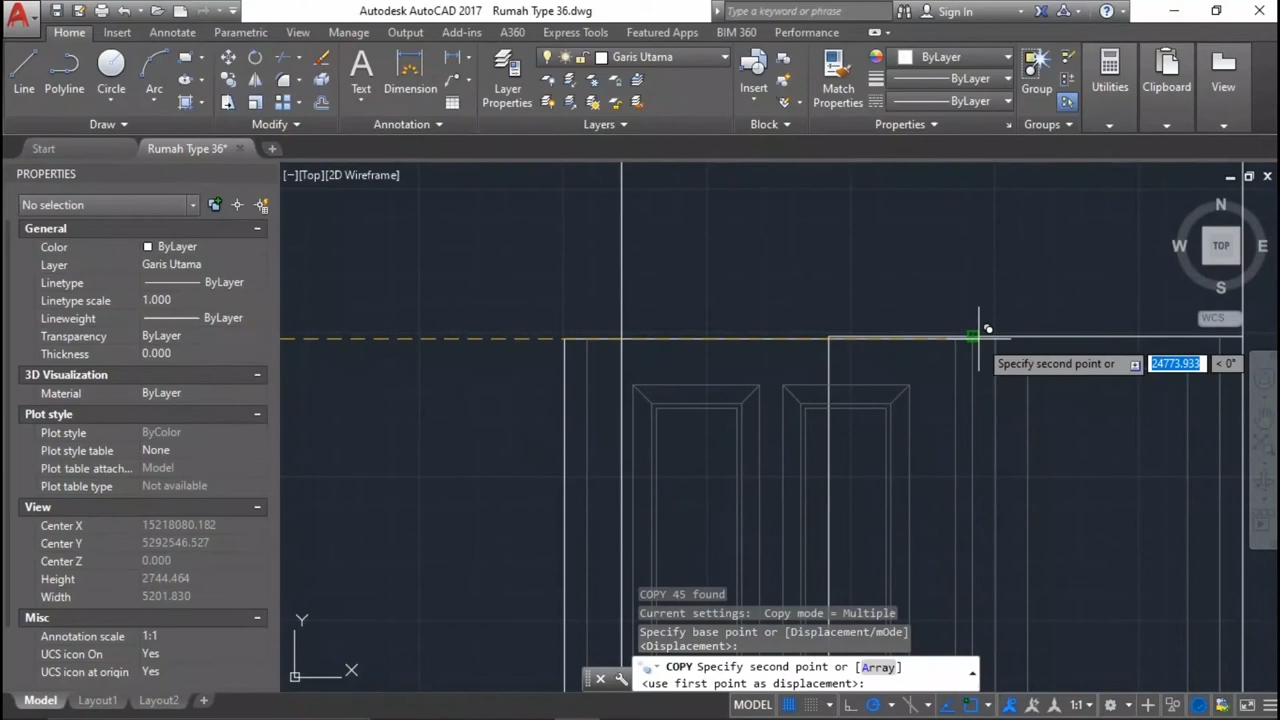 Autodesk AutoCAD 2017 Rumah Type 36.dwg
Type a keyword or phrase
Sign In
Home Insert Annotate Parametric View Manage Output Add-ins A360 Express Tools Featured Apps BIM 360 Performance
Garis Utama
ByLayer
ByLayer
ByLayer
Line Polyline Circle Arc Text Dimension Layer Properties Insert Match Properties Group Utilities Clipboard View
Draw Modify Annotation Layers Block Properties Groups
Start Rumah Type 36*
PROPERTIES
[−][Top][2D Wireframe]
No selection
General
Color ByLayer
Layer Garis Utama
Linetype ByLayer
Linetype scale 1.000
Lineweight ByLayer
Transparency ByLayer
Thickness 0.000
3D Visualization
Material ByLayer
Plot style
Plot style ByColor
Plot style table None
Plot table attach... Model
Plot table type Not available
View
Center X 15218080.182
Center Y 5292546.527
Center Z 0.000
Height 2744.464
Width 5201.830
Misc
Annotation scale 1:1
UCS icon On Yes
UCS icon at origin Yes
N
W TOP E
S
WCS
Specify second point or 24773.933 < 0°
Y
X
COPY 45 found
Current settings: Copy mode = Multiple
Specify base point or [Displacement/mOde]
<Displacement>:
COPY Specify second point or [Array]
<use first point as displacement>:
Model Layout1 Layout2
MODEL 1:1